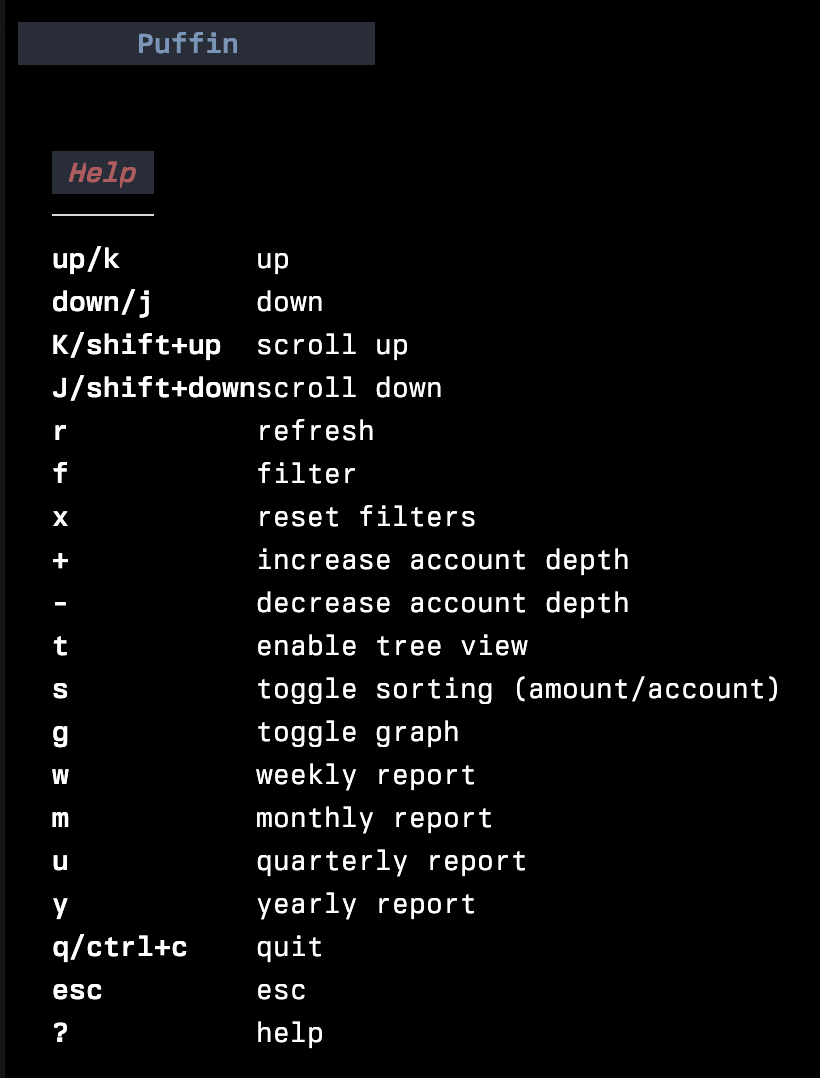 Puffin
Help
up/k up
down/j down
K/shift+up scroll up
J/shift+downscroll down
r refresh
f filter
x reset filters
+ increase account depth
- decrease account depth
t enable tree view
s toggle sorting (amount/account)
g toggle graph
w weekly report
m monthly report
u quarterly report
y yearly report
q/ctrl+c quit
esc esc
? help